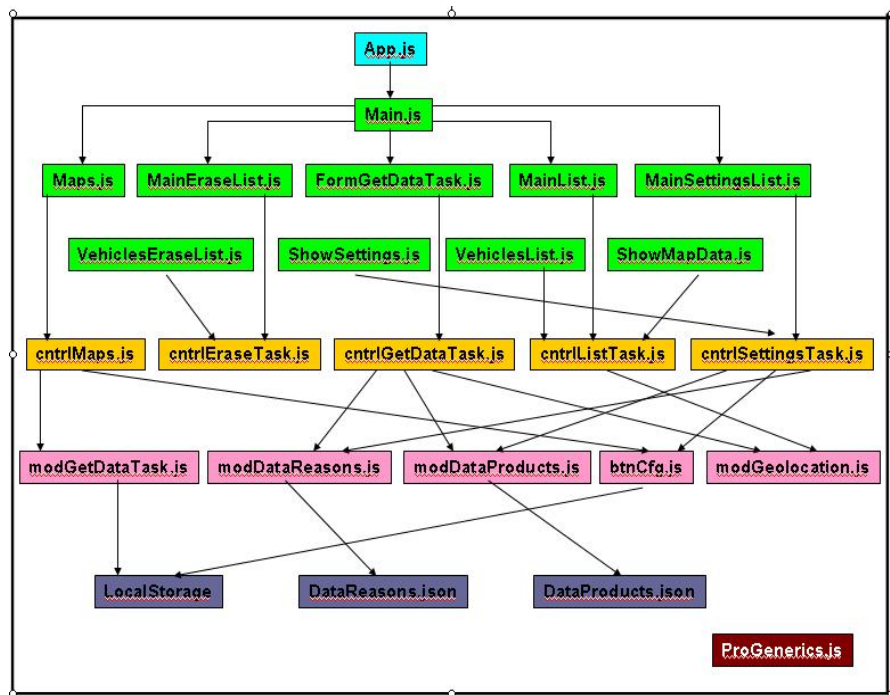 App.js
Main.js
Maps.js MainEraseList.js FormGetDataTask.js MainList.js MainSettingsList.js
VehiclesEraseList.js ShowSettings.js VehiclesList.js ShowMapData.js
cntrlMaps.js cntrlEraseTask.js cntrlGetDataTask.js cntrlListTask.js cntrlSettingsTask.js
modGetDataTask.js modDataReasons.js modDataProducts.js btnCfg.js modGeolocation.js
LocalStorage DataReasons.json DataProducts.json
ProGenerics.js